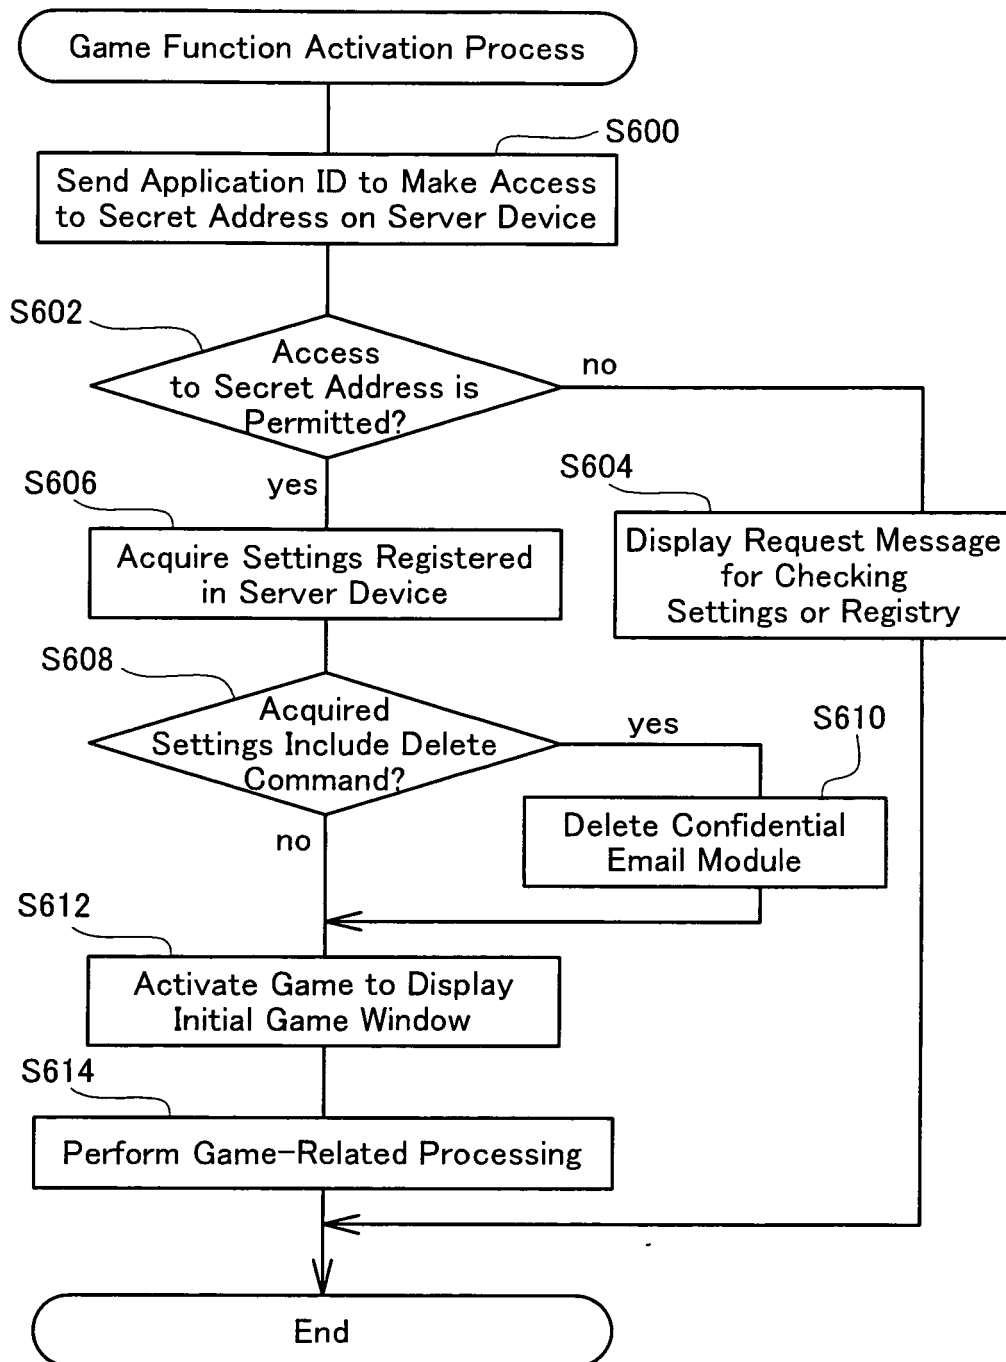 Game Function Activation Process
S600
Send Application ID to Make Access
to Secret Address on Server Device
S602
Access
to Secret Address is
Permitted?
no
yes
S604
Display Request Message
for Checking
Settings or Registry
S606
Acquire Settings Registered
in Server Device
S608
Acquired
Settings Include Delete
Command?
yes
no
S610
Delete Confidential
Email Module
S612
Activate Game to Display
Initial Game Window
S614
Perform Game-Related Processing
End